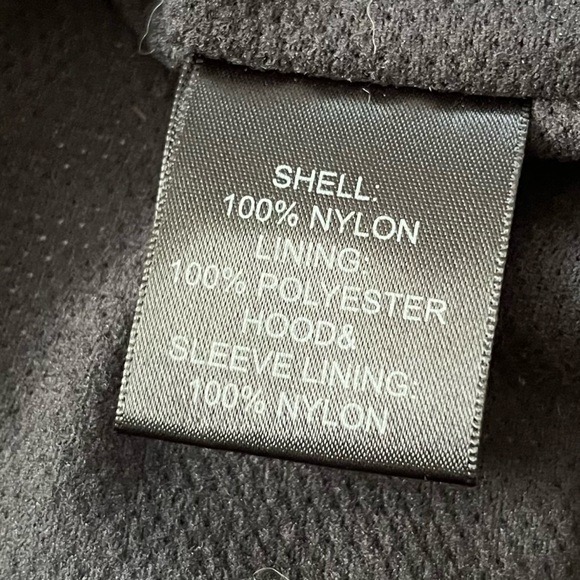 SHELL:
100% NYLON
LINING:
100% POLYESTER
HOOD&
SLEEVE LINING:
100% NYLON